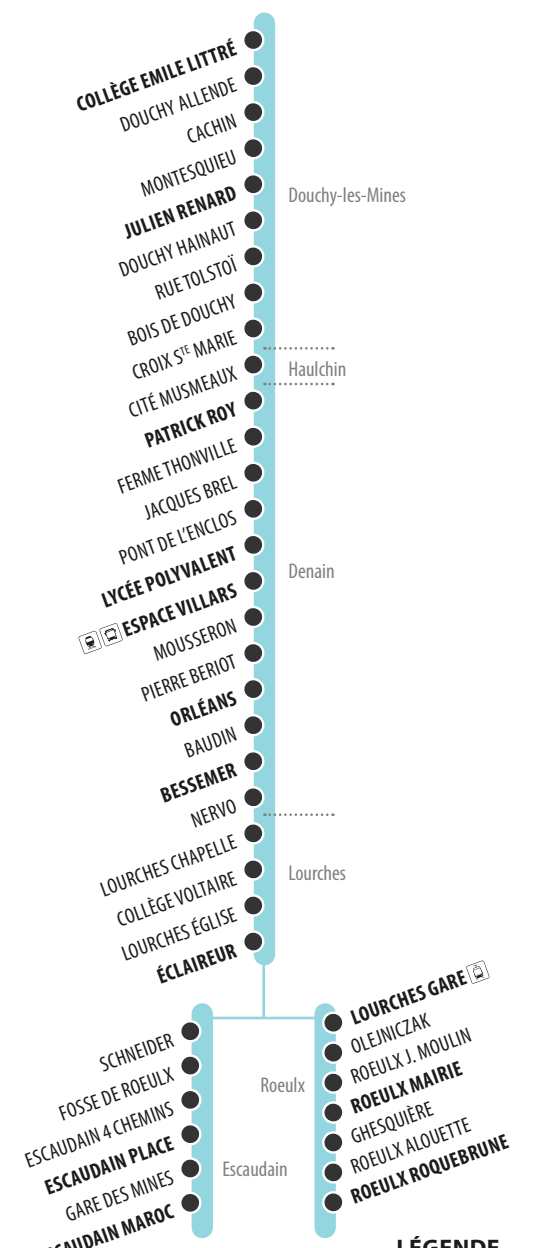 COLLÈGE EMILE LITTRÉ
DOUCHY ALLENDE
CACHIN
MONTESQUIEU
JULIEN RENARD
Douchy-les-Mines
DOUCHY HAINAUT
RUE TOLSTOÏ
BOIS DE DOUCHY
CROIX STE MARIE
Haulchin
CITÉ MUSMEAUX
PATRICK ROY
FERME THONVILLE
JACQUES BREL
PONT DE L'ENCLOS
LYCÉE POLYVALENT
Denain
ESPACE VILLARS
MOUSSERON
PIERRE BERIOT
ORLÉANS
BAUDIN
BESSEMER
NERVO
LOURCHES CHAPELLE
Lourches
COLLÈGE VOLTAIRE
LOURCHES ÉGLISE
ÉCLAIREUR
SCHNEIDER
FOSSE DE ROEULX
ESCAUDAIN 4 CHEMINS
ESCAUDAIN PLACE
GARE DES MINES
Escaudain
LOURCHES GARE
OLEJNICZAK
ROEULX J. MOULIN
Roeulx
ROEULX MAIRIE
GHESQUIÈRE
ROEULX ALOUETTE
ROEULX ROQUEBRUNE
MAROC
LÉGENDE